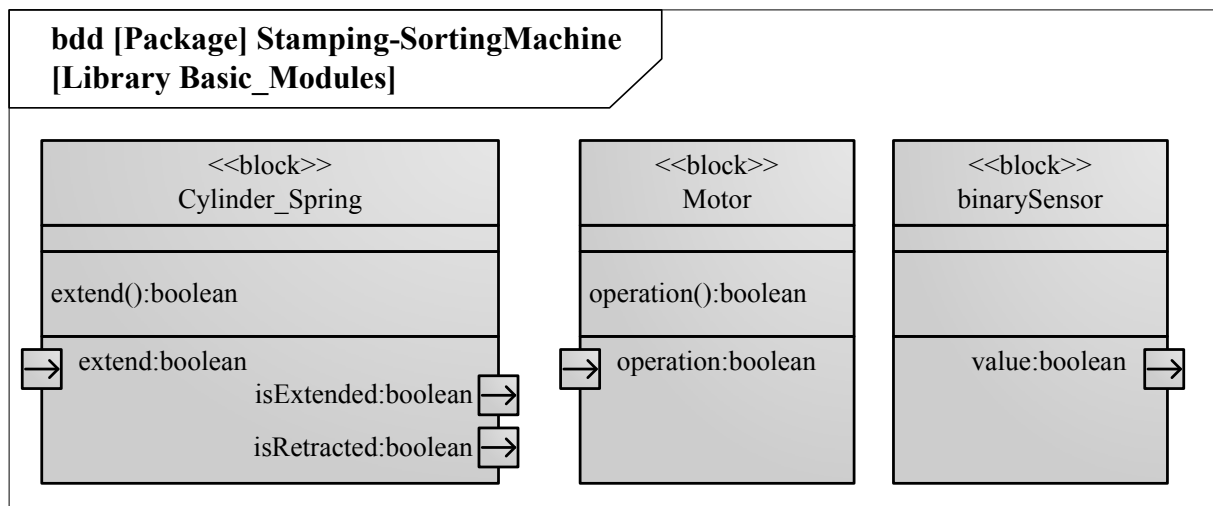 bdd [Package] Stamping-SortingMachine
[Library Basic_Modules]
<<block>>
Cylinder_Spring
extend():boolean
extend:boolean
isExtended:boolean
isRetracted:boolean
<<block>>
Motor
operation():boolean
operation:boolean
<<block>>
binarySensor
value:boolean